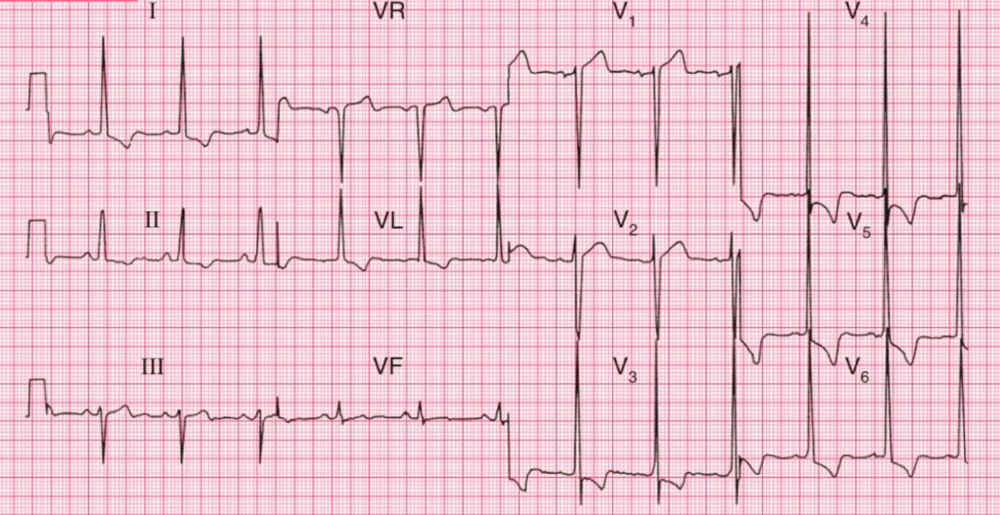 I VR V₁ V₄
II VL V₂ V₅
III VF V₃ V₆